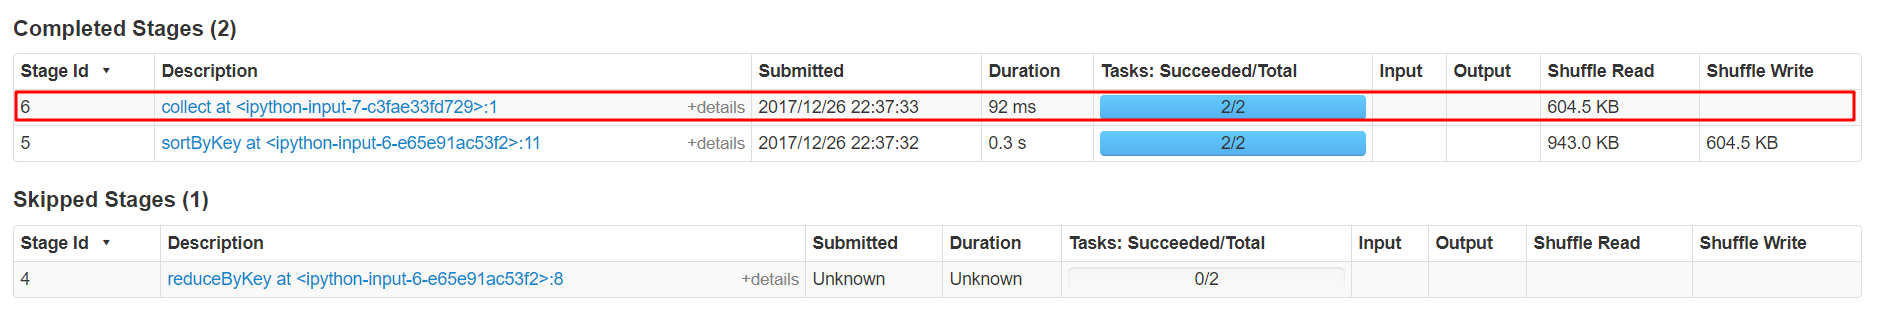 Completed Stages (2)
Stage Id ▾ Description Submitted Duration Tasks: Succeeded/Total Input Output Shuffle Read Shuffle Write
6 collect at <ipython-input-7-c3fae33fd729>:1 +details 2017/12/26 22:37:33 92 ms 2/2 604.5 KB
5 sortByKey at <ipython-input-6-e65e91ac53f2>:11 +details 2017/12/26 22:37:32 0.3 s 2/2 943.0 KB 604.5 KB
Skipped Stages (1)
Stage Id ▾ Description Submitted Duration Tasks: Succeeded/Total Input Output Shuffle Read Shuffle Write
4 reduceByKey at <ipython-input-6-e65e91ac53f2>:8 +details Unknown Unknown 0/2